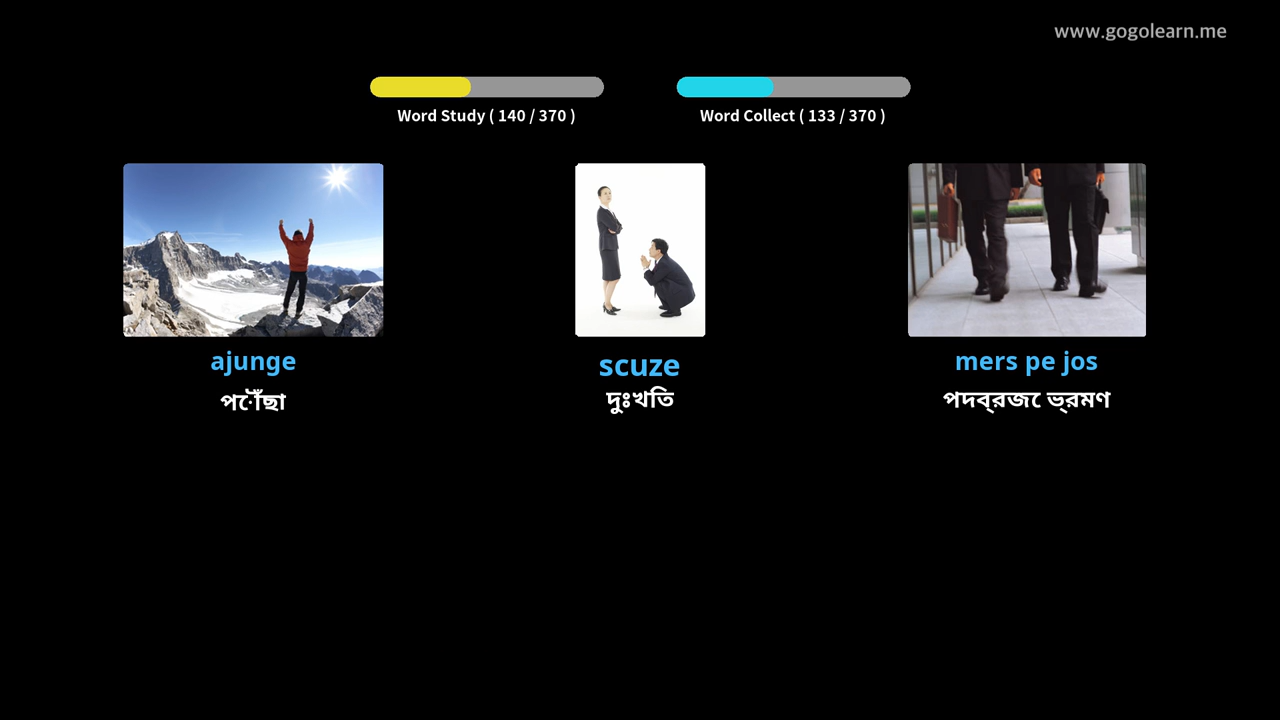 www.gogolearn.me
Word Study ( 140 / 370 )
Word Collect ( 133 / 370 )
ajunge
পৌঁছা
scuze
দুঃখিত
mers pe jos
পদব্রজে ভ্রমণ